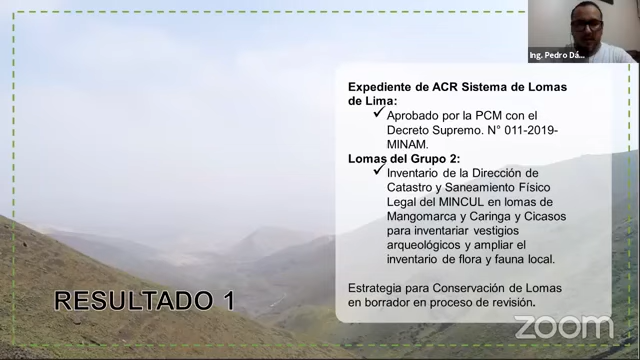 Ing. Pedro Dá...
Expediente de ACR Sistema de Lomas
de Lima:
✓Aprobado por la PCM con el
Decreto Supremo. N° 011-2019-
MINAM.
Lomas del Grupo 2:
✓Inventario de la Dirección de
Catastro y Saneamiento Físico
Legal del MINCUL en lomas de
Mangomarca y Caringa y Cicasos
para inventariar vestigios
arqueológicos y ampliar el
inventario de flora y fauna local.
Estrategia para Conservación de Lomas
en borrador en proceso de revisión.
RESULTADO 1
zoom